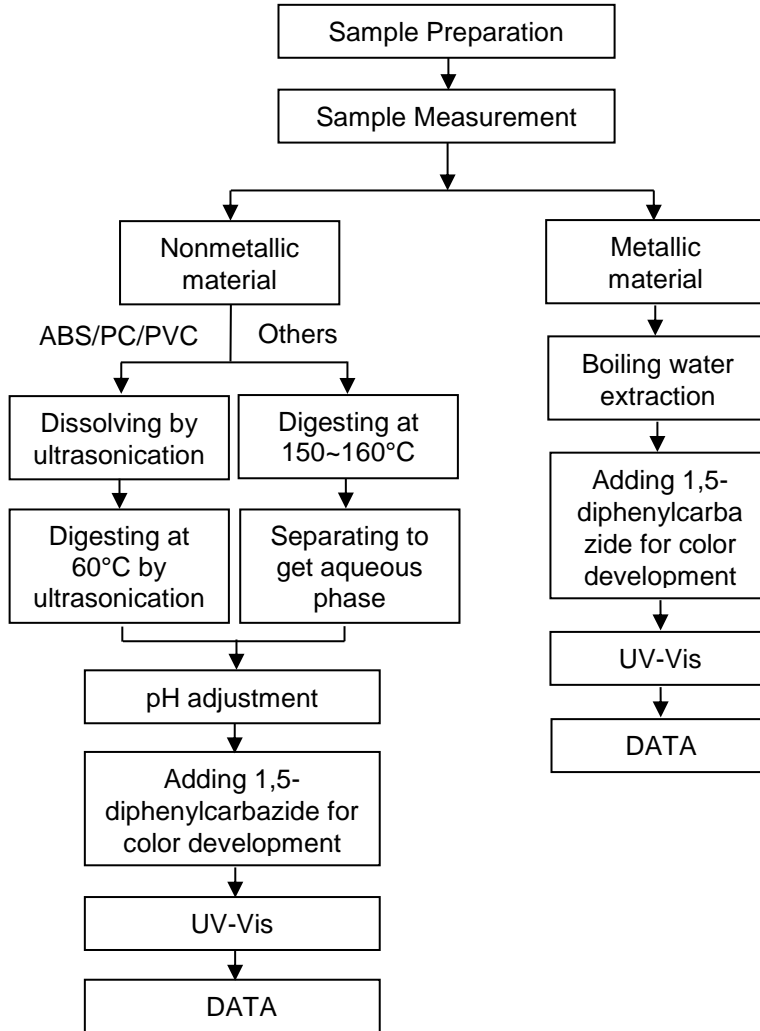 Sample Preparation
Sample Measurement
Nonmetallic
material
Metallic
material
ABS/PC/PVC
Others
Boiling water
extraction
Dissolving by
ultrasonication
Digesting at
150~160°C
Adding 1,5-
diphenylcarba
zide for color
development
Digesting at
60°C by
ultrasonication
Separating to
get aqueous
phase
UV-Vis
pH adjustment
DATA
Adding 1,5-
diphenylcarbazide for
color development
UV-Vis
DATA